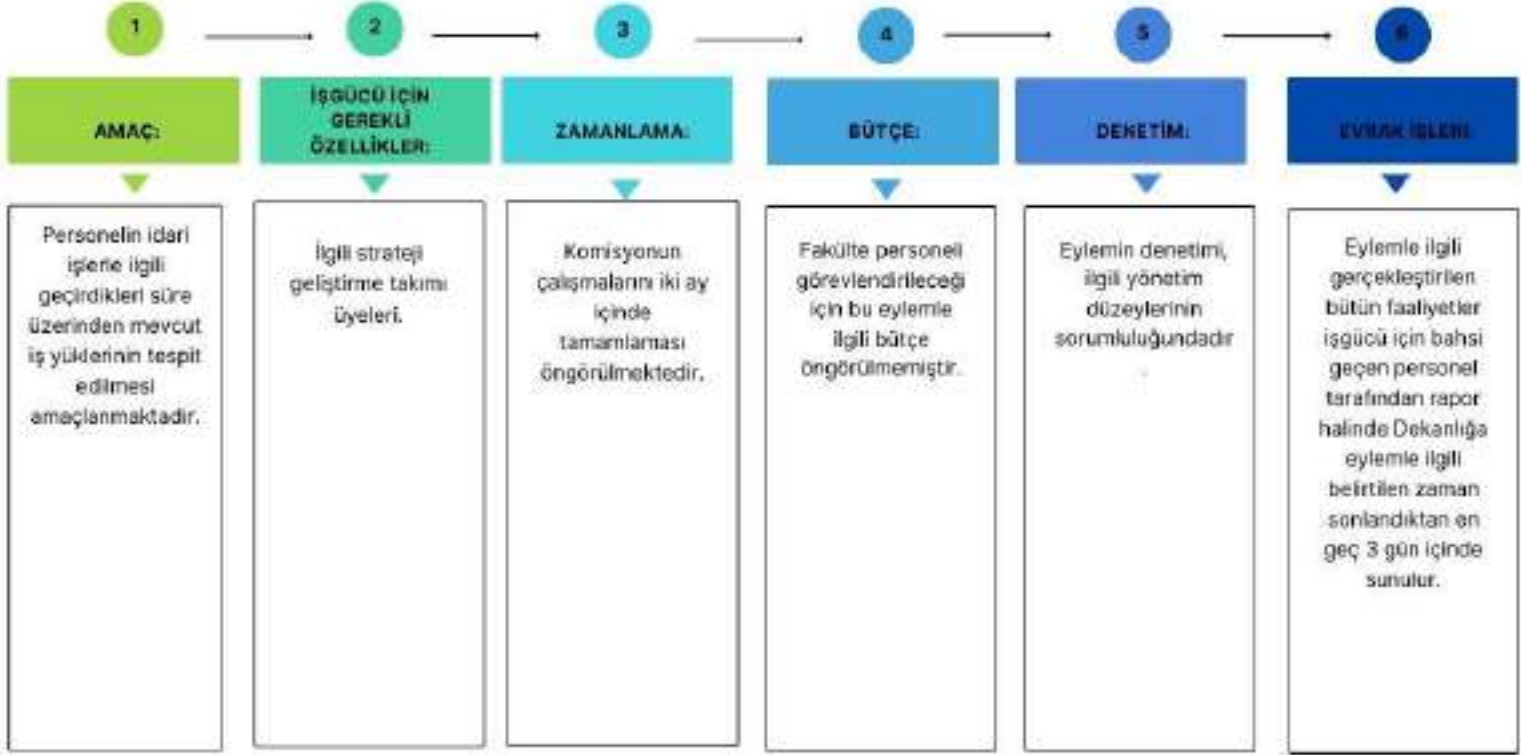 1
2
3
4
5
6
AMAÇ:
İŞGÜCÜ İÇİN
GEREKLİ
ÖZELLİKLER:
ZAMANLAMA:
BÜTÇE:
DENETİM:
EVRAK İŞLERİ:
Personelin idari
işlerle ilgili
geçirdikleri süre
üzerinden mevcut
iş yüklerinin tespit
edilmesi
amaçlanmaktadır.
İlgili strateji
geliştirme takımı
üyeleri.
Komisyonun
çalışmalarını iki ay
içinde
tamamlaması
öngörülmektedir.
Fakülte personeli
görevlendirileceği
için bu eylemle
ilgili bütçe
öngörülmemiştir.
Eylemin denetimi,
ilgili yönetim
düzeylerinin
sorumluluğundadır
.
Eylemle ilgili
gerçekleştirilen
bütün faaliyetler
işgücü için bahsi
geçen personel
tarafından rapor
halinde Dekanlığa
eylemle ilgili
belirtilen zaman
sonlandıktan en
geç 3 gün içinde
sunulur.